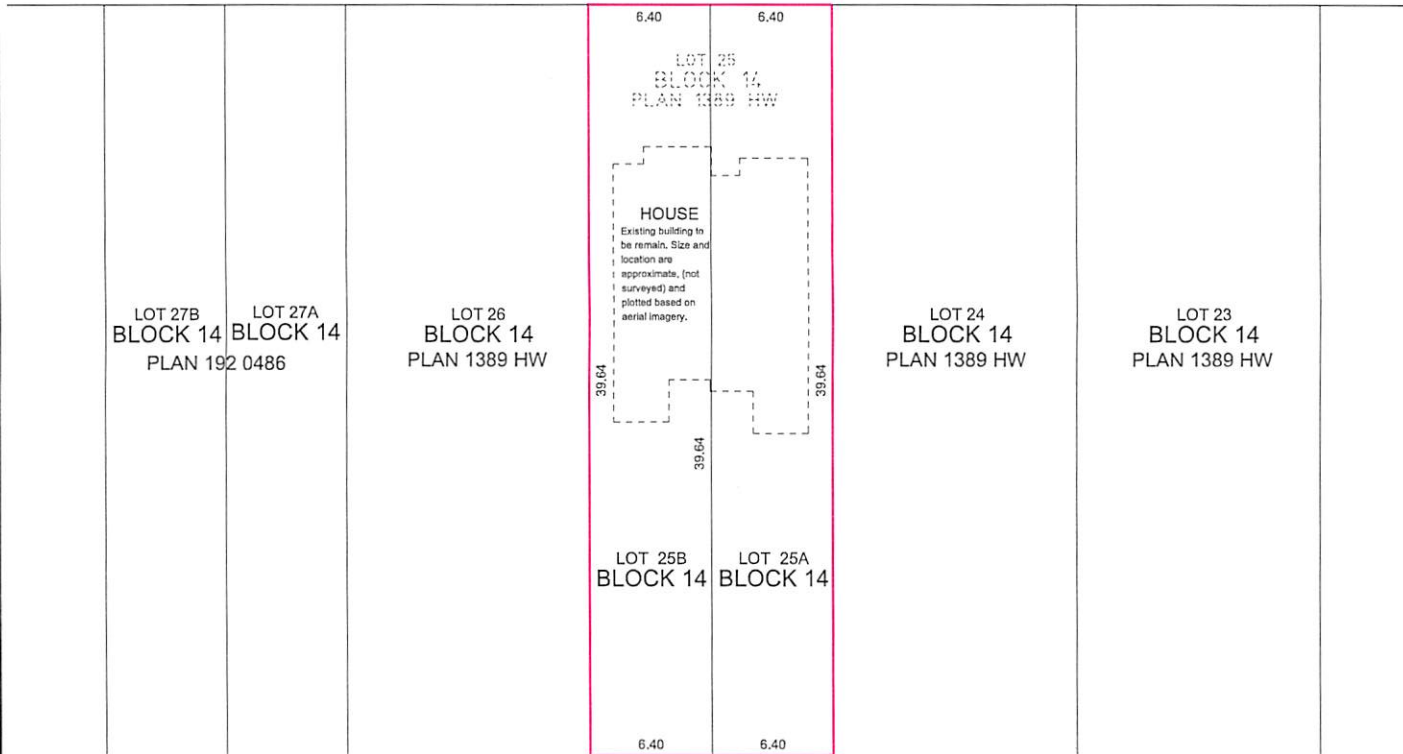 6.40
6.40
LOT 25
BLOCK 14
PLAN 1389 HW
HOUSE
Existing building to
be remain. Size and
location are
approximate, (not
surveyed) and
plotted based on
aerial imagery.
LOT 27B
BLOCK 14
LOT 27A
BLOCK 14
PLAN 192 0486
LOT 26
BLOCK 14
PLAN 1389 HW
39.64
39.64
39.64
LOT 24
BLOCK 14
PLAN 1389 HW
LOT 23
BLOCK 14
PLAN 1389 HW
LOT 25B
BLOCK 14
LOT 25A
BLOCK 14
6.40
6.40